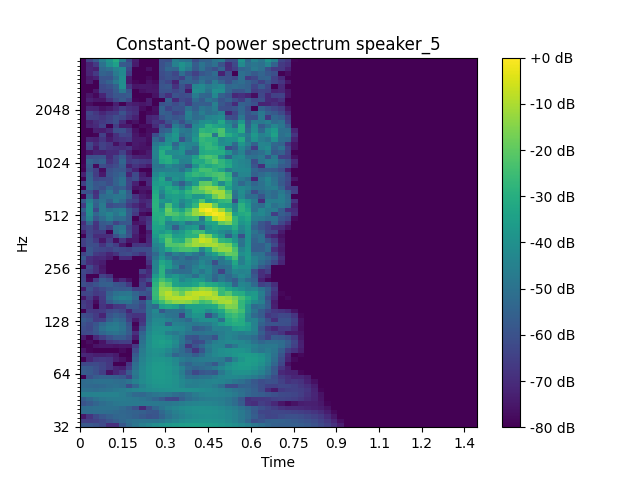 Constant-Q power spectrum speaker_5
Hz
2048
1024
512
256
128
64
32
0 0.15 0.3 0.45 0.6 0.75 0.9 1.1 1.2 1.4
Time
+0 dB
-10 dB
-20 dB
-30 dB
-40 dB
-50 dB
-60 dB
-70 dB
-80 dB